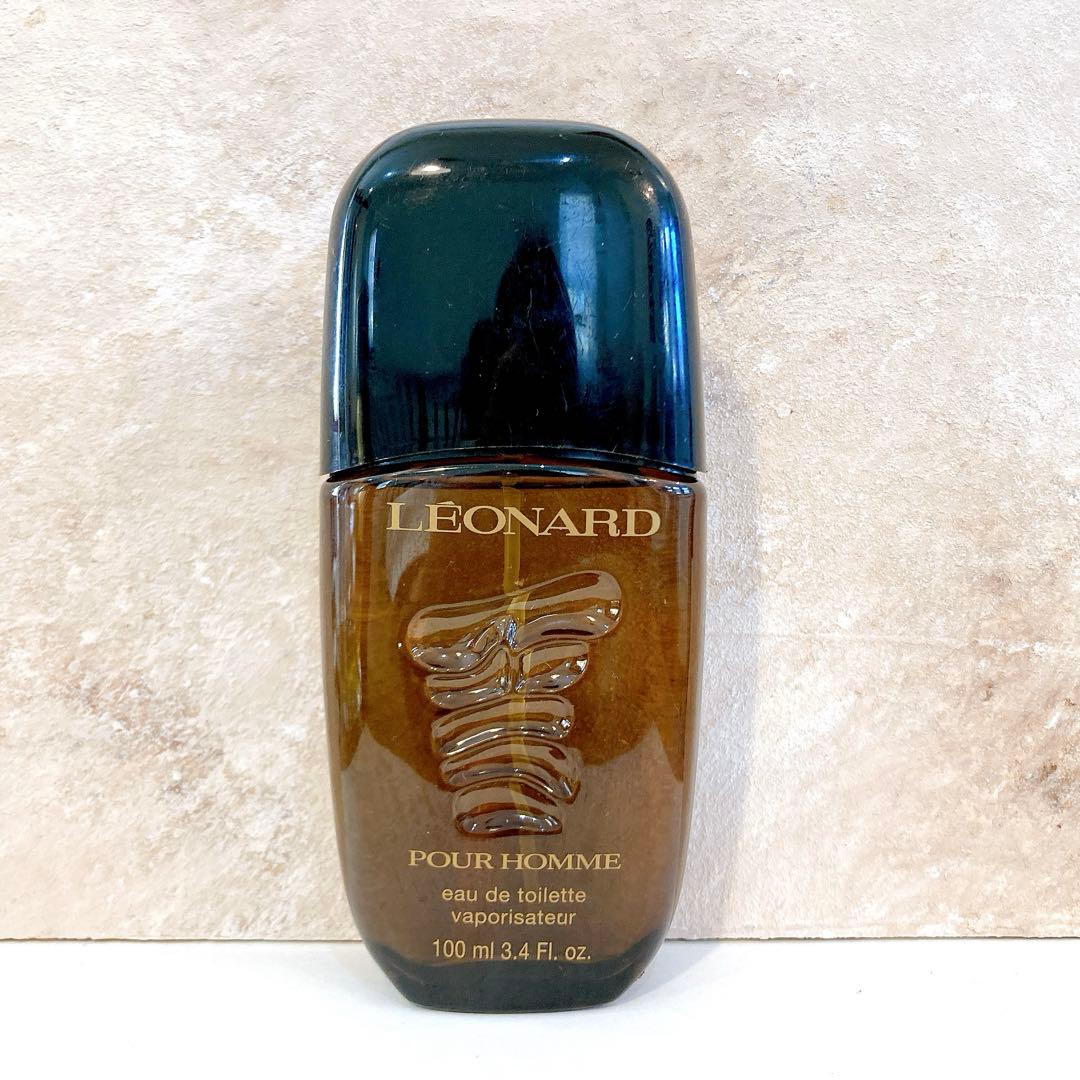 LÉONARD
POUR HOMME
eau de toilette
vaporisateur
100 ml 3.4 Fl. oz.